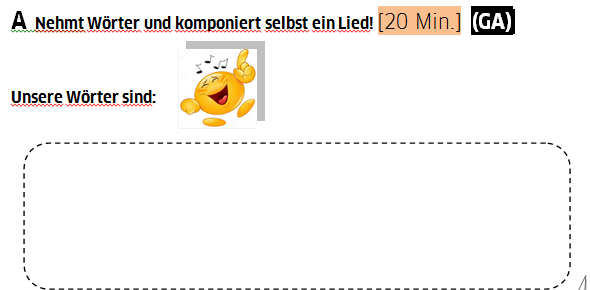 A Nehmt Wörter und komponiert selbst ein Lied! [20 Min.] (GA)
Unsere Wörter sind: